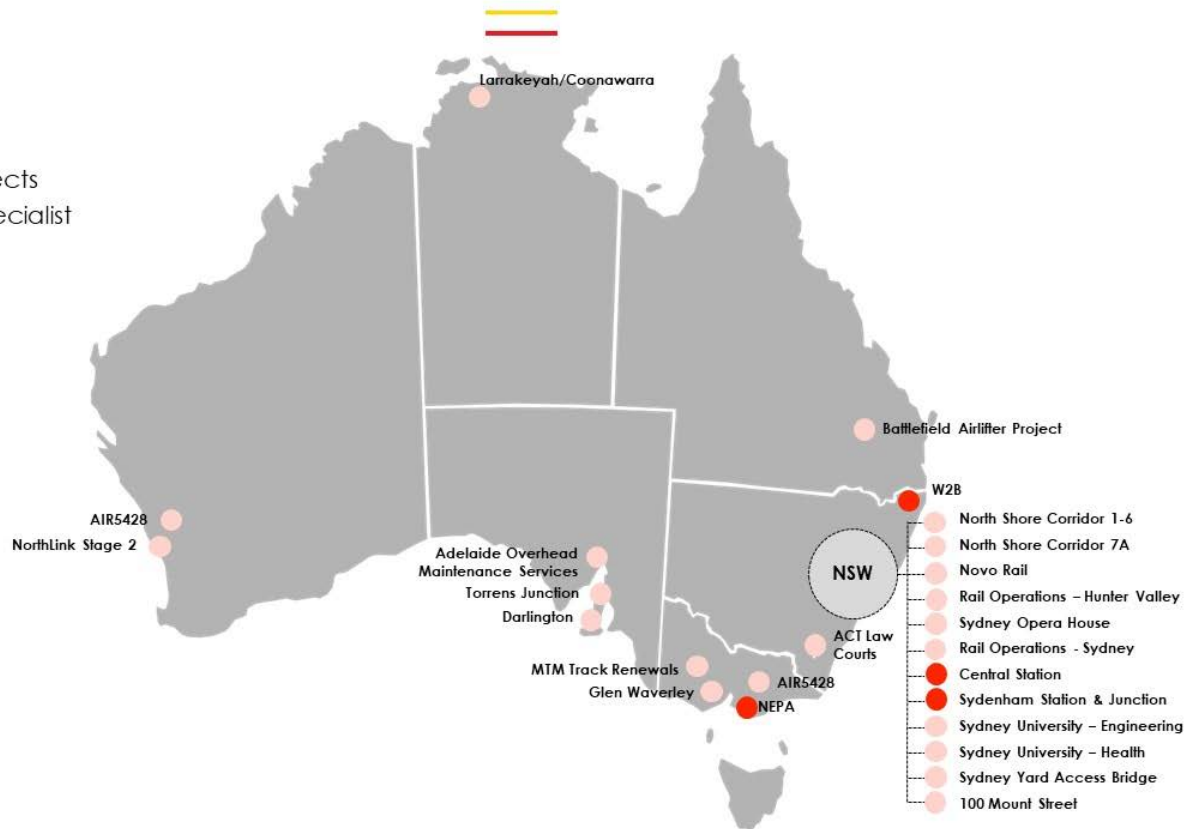 Larrakeyah/Coonawarra
ects
ecialist
Battlefield Airlifter Project
W2B
AIR5428
NorthLink Stage 2
Adelaide Overhead
Maintenance Services
Torrens Junction
Darlington
NSW
North Shore Corridor 1-6
North Shore Corridor 7A
Novo Rail
Rail Operations – Hunter Valley
Sydney Opera House
Rail Operations - Sydney
Central Station
Sydenham Station & Junction
Sydney University – Engineering
Sydney University – Health
Sydney Yard Access Bridge
100 Mount Street
ACT Law
Courts
MTM Track Renewals
Glen Waverley
AIR5428
NEPA